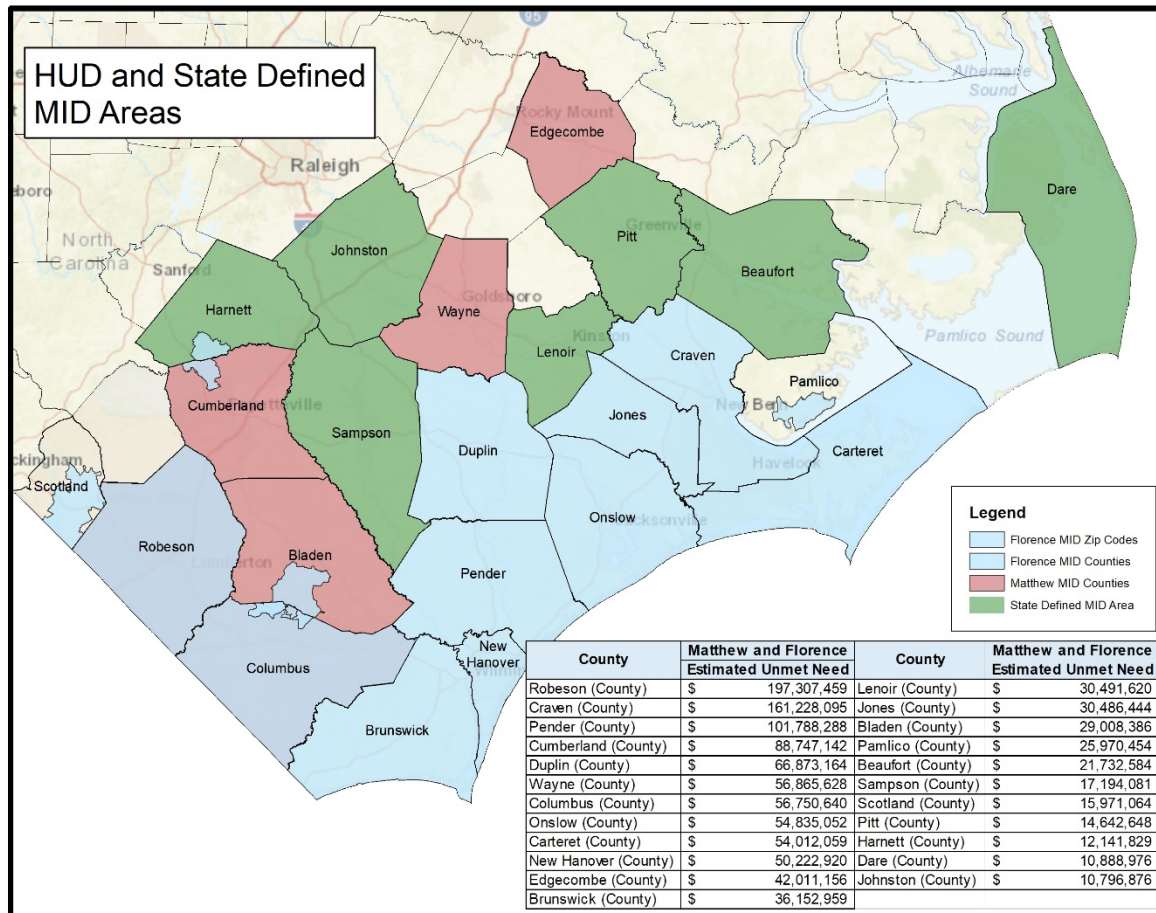 HUD and State Defined
MID Areas
95
Albemarle
Sound
Rocky Mount
Edgecombe
Raleigh
Dare
North
Carolina
Sanford
Johnston
Greenville
Pitt
Beaufort
Harnett
Goldsboro
Wayne
Kinston
Lenoir
Craven
Pamlico Sound
Pamlico
Cumberland
New Bern
Jones
Sampson
Duplin
Carteret
Havelock
Scotland
Onslow
Jacksonville
Robeson
Lumberton
Bladen
Pender
Columbus
New
Hanover
Brunswick
Legend
Florence MID Zip Codes
Florence MID Counties
Matthew MID Counties
State Defined MID Area
County Matthew and Florence County Matthew and Florence
Estimated Unmet Need Estimated Unmet Need
Robeson (County) $ 197,307,459 Lenoir (County) $ 30,491,620
Craven (County) $ 161,228,095 Jones (County) $ 30,486,444
Pender (County) $ 101,788,288 Bladen (County) $ 29,008,386
Cumberland (County) $ 88,747,142 Pamlico (County) $ 25,970,454
Duplin (County) $ 66,873,164 Beaufort (County) $ 21,732,584
Wayne (County) $ 56,865,628 Sampson (County) $ 17,194,081
Columbus (County) $ 56,750,640 Scotland (County) $ 15,971,064
Onslow (County) $ 54,835,052 Pitt (County) $ 14,642,648
Carteret (County) $ 54,012,059 Harnett (County) $ 12,141,829
New Hanover (County) $ 50,222,920 Dare (County) $ 10,888,976
Edgecombe (County) $ 42,011,156 Johnston (County) $ 10,796,876
Brunswick (County) $ 36,152,959